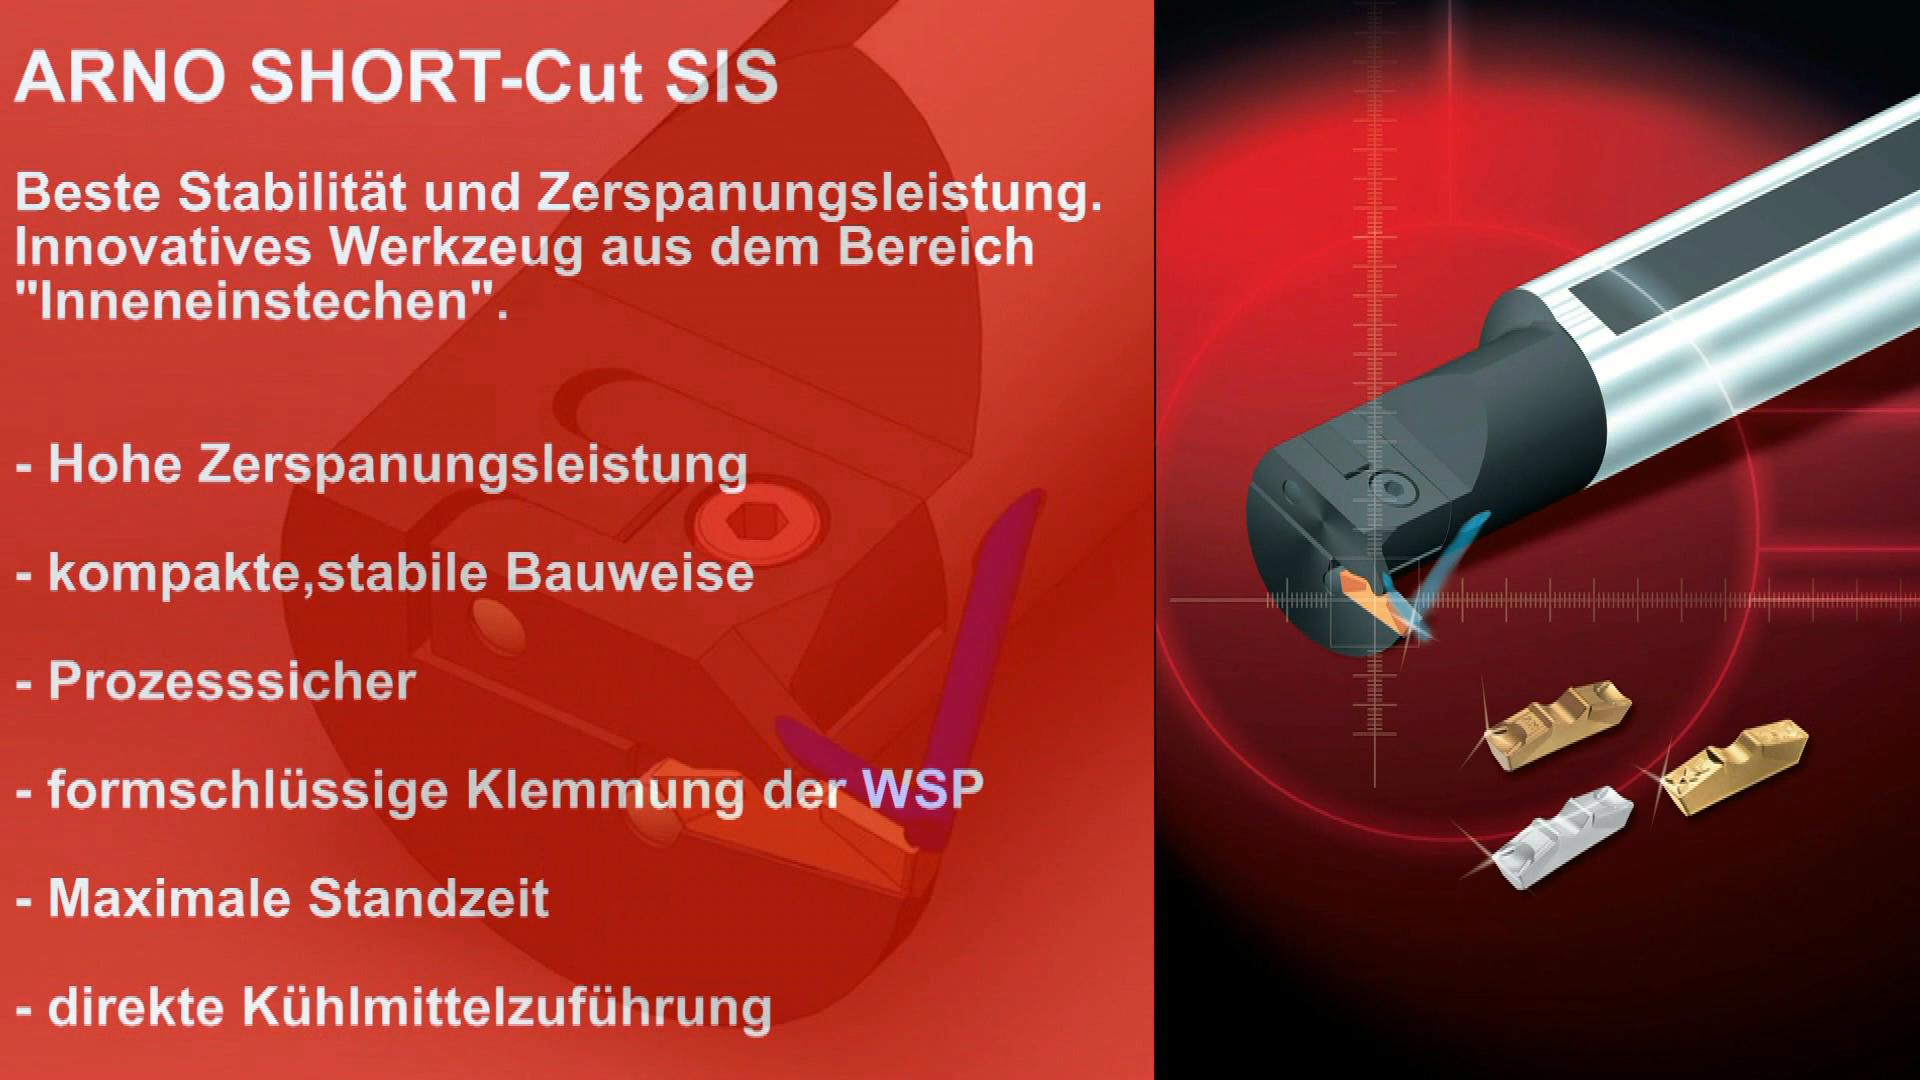 ARNO SHORT-Cut SIS
Beste Stabilität und Zerspanungsleistung.
Innovatives Werkzeug aus dem Bereich
"Inneneinstechen".
- Hohe Zerspanungsleistung
- kompakte,stabile Bauweise
- Prozesssicher
- formschlüssige Klemmung der WSP
- Maximale Standzeit
- direkte Kühlmittelzuführung